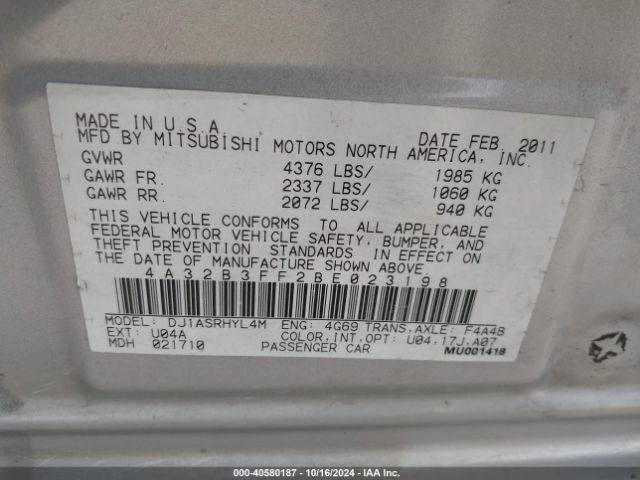 MADE IN U.S.A. DATE FEB. 2011
MFD BY MITSUBISHI MOTORS NORTH AMERICA, INC.
GVWR 4376 LBS/ 1985 KG
GAWR FR. 2337 LBS/ 1060 KG
GAWR RR. 2072 LBS/ 940 KG
THIS VEHICLE CONFORMS TO ALL APPLICABLE
FEDERAL MOTOR VEHICLE SAFETY, BUMPER, AND
THEFT PREVENTION STANDARDS IN EFFECT ON
THE DATE OF MANUFACTURE SHOWN ABOVE.
4A32B3FF2BE023198
MODEL: DJ1ASRHYL4M ENG: 4G69 TRANS,AXLE: F4A4B
EXT: U04A COLOR,INT,OPT: U04,17J,A07
MDH 021710 PASSENGER CAR MU001418
000-40580187 - 10/16/2024 - IAA Auctions